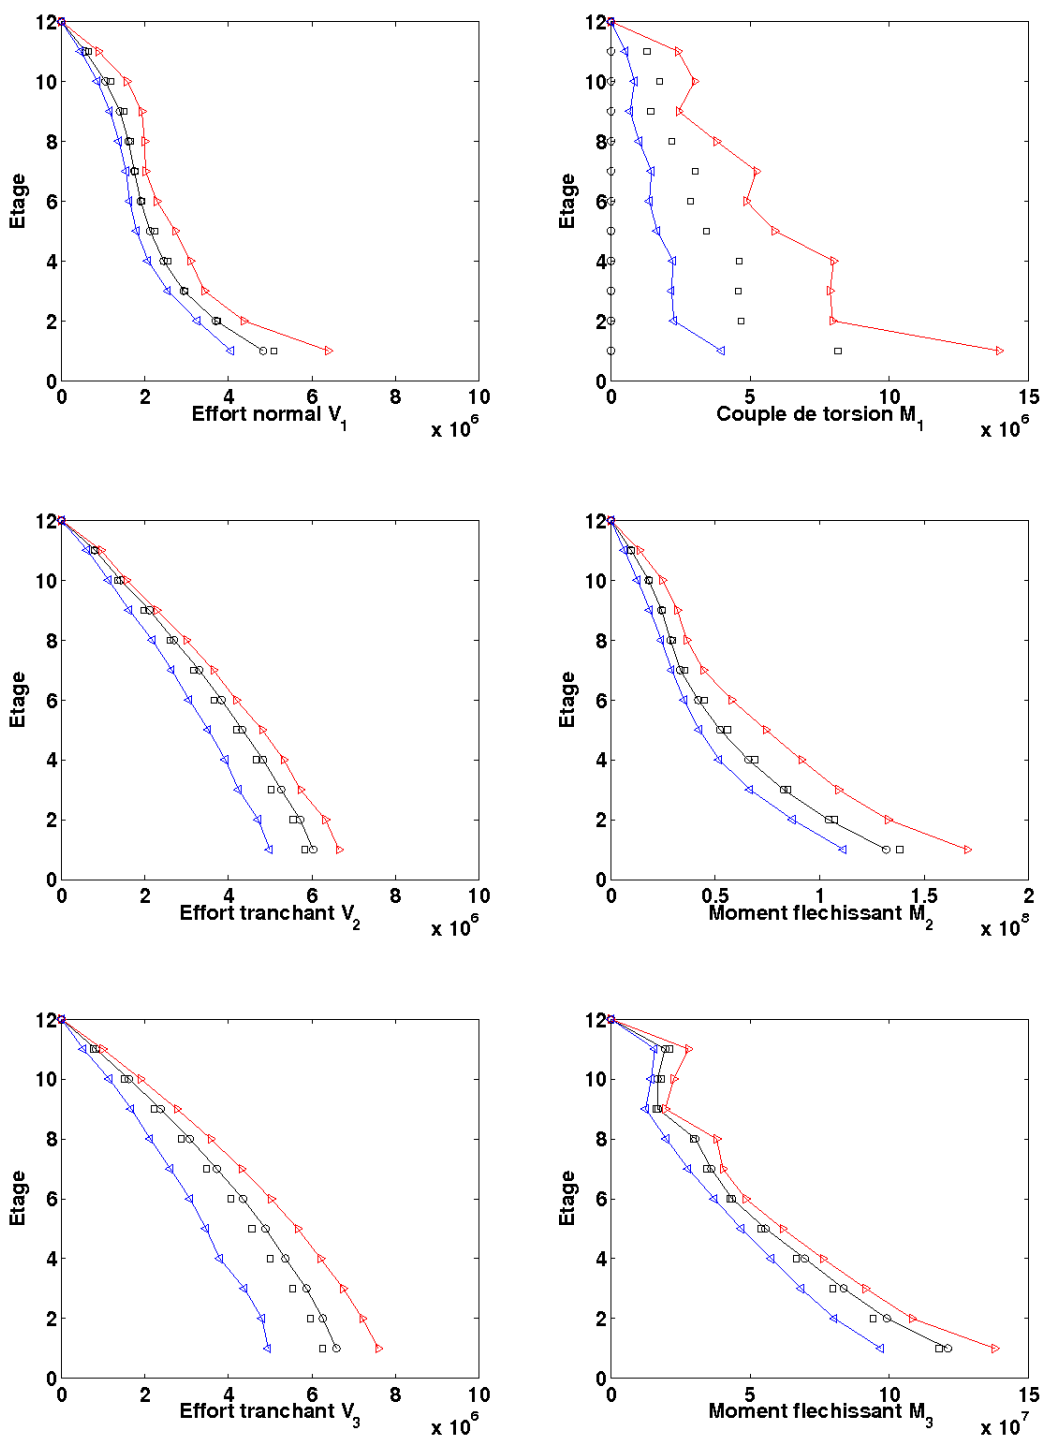 12
10
8
6
4
2
0
Etage
0 2 4 6 8 10
Effort normal V1
x 10^6
12
10
8
6
4
2
0
Etage
0 5 10 15
Couple de torsion M1
x 10^6
12
10
8
6
4
2
0
Etage
0 2 4 6 8 10
Effort tranchant V2
x 10^6
12
10
8
6
4
2
0
Etage
0 0.5 1 1.5 2
Moment flechissant M2
x 10^8
12
10
8
6
4
2
0
Etage
0 2 4 6 8 10
Effort tranchant V3
x 10^6
12
10
8
6
4
2
0
Etage
0 5 10 15
Moment flechissant M3
x 10^7